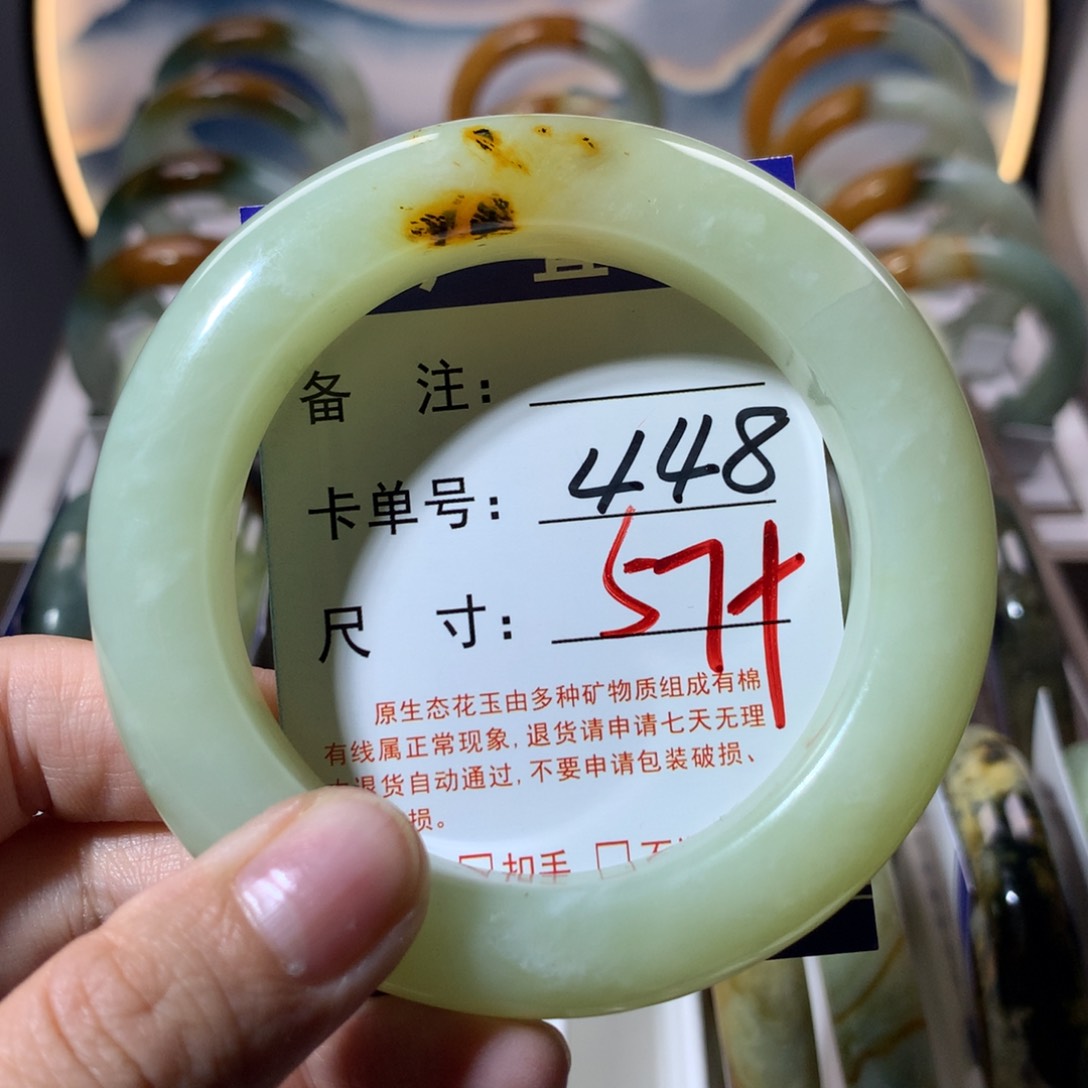 备 注：
卡单号： 448
尺 寸： 57+
原生态花玉由多种矿物质组成有棉
有线属正常现象, 退货请申请七天无理
退货自动通过, 不要申请包装破损、
损。
扣手